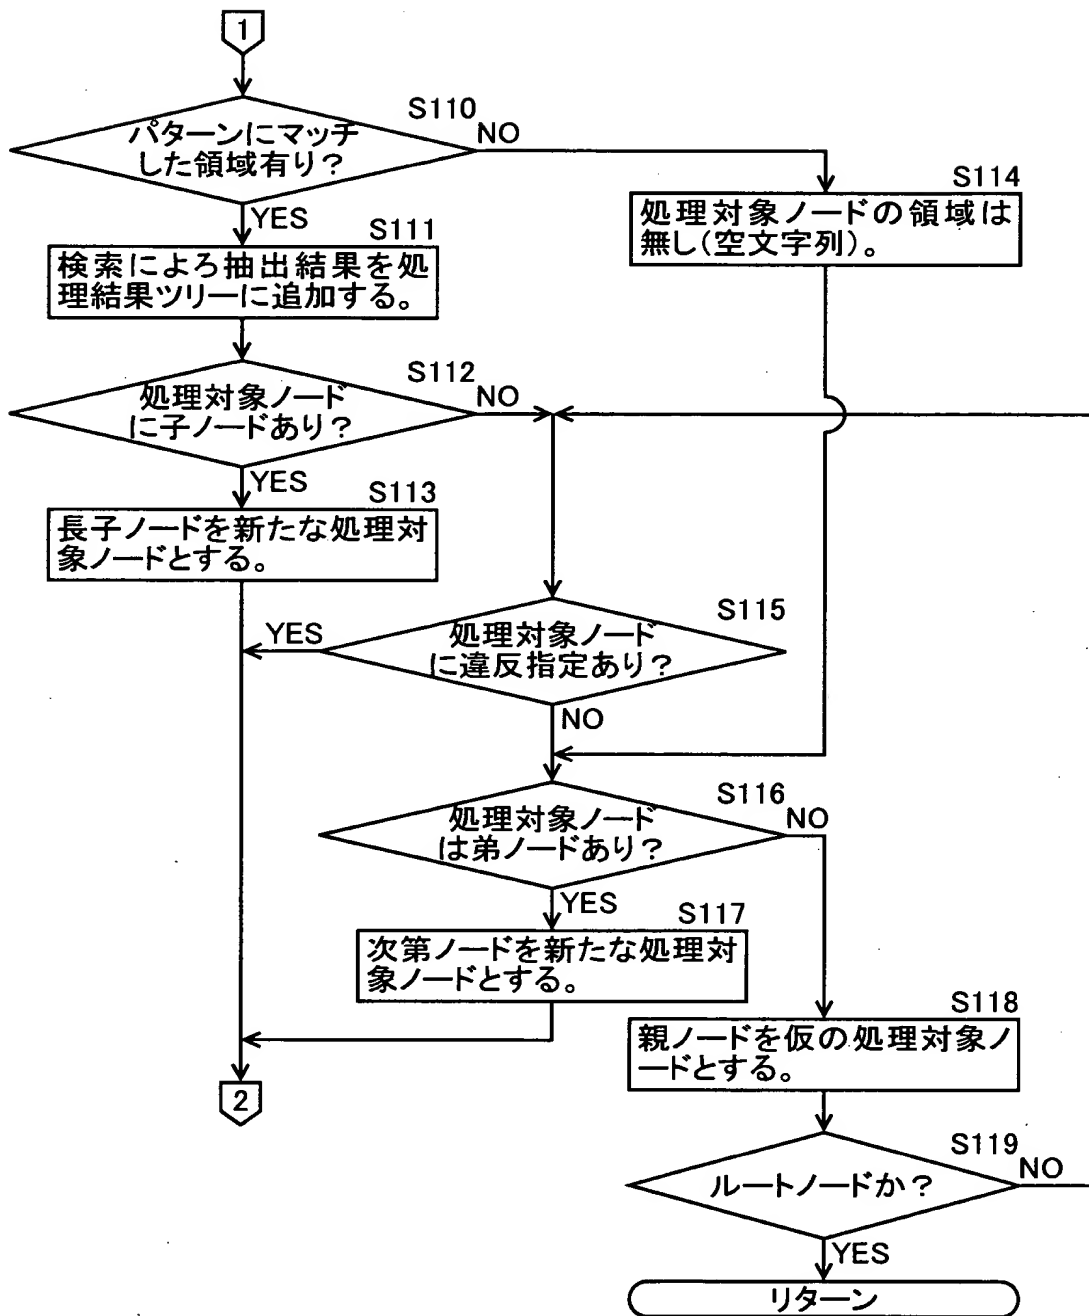 1
S110
パターンにマッチ
した領域有り?
NO
YES
S114
処理対象ノードの領域は
無し(空文字列)。
S111
検索によろ抽出結果を処
理結果ツリーに追加する。
S112
処理対象ノード
に子ノードあり?
NO
YES
S113
長子ノードを新たな処理対
象ノードとする。
S115
処理対象ノード
に違反指定あり?
YES
NO
S116
処理対象ノード
は弟ノードあり?
NO
YES
S117
次第ノードを新たな処理対
象ノードとする。
S118
親ノードを仮の処理対象ノ
ードとする。
2
S119
ルートノードか?
NO
YES
リターン